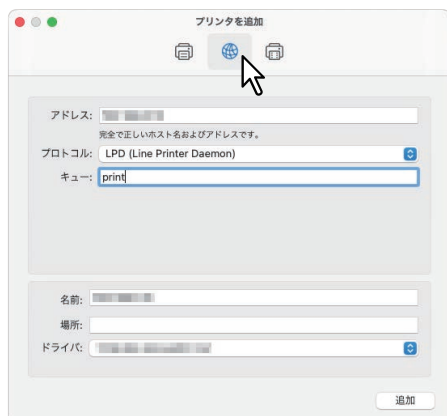 プリンタを追加
アドレス:
完全で正しいホスト名およびアドレスです。
プロトコル: LPD (Line Printer Daemon)
キュー: print
名前:
場所:
ドライバ:
追加